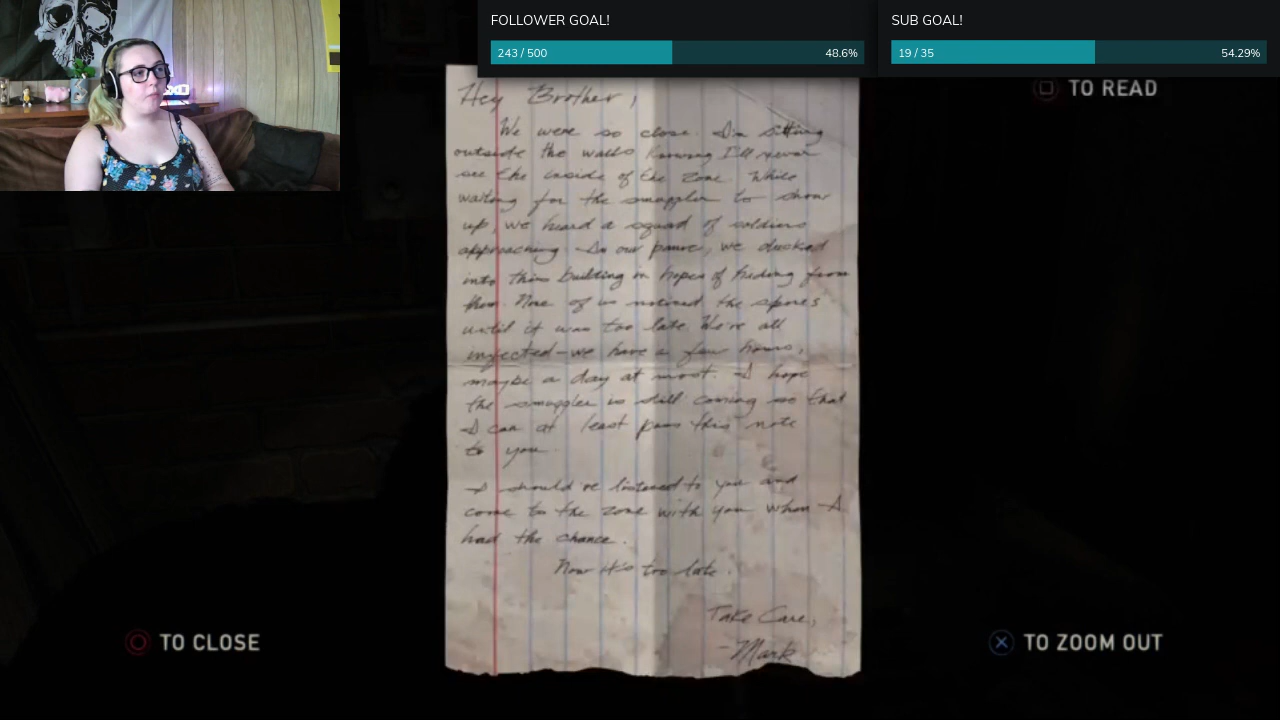 FOLLOWER GOAL!
243 / 500
48.6%
SUB GOAL!
19 / 35
54.29%
TO READ
Hey Brother,
We were so close. I'm sitting
outside the walls knowing I'll never
see the inside of the zone. While
waiting for the smuggler to show
up, we heard a squad of soldiers
approaching. In our panic, we ducked
into this building in hopes of hiding from
them. None of us noticed the spores
until it was too late. We're all
infected - we have a few hours,
maybe a day at most. I hope
the smuggler is still coming so that
I can at least pass this note
to you.
I should've listened to you and
come to the zone with you when I
had the chance.
Now it's too late.
Take Care,
-Mark
TO CLOSE
TO ZOOM OUT